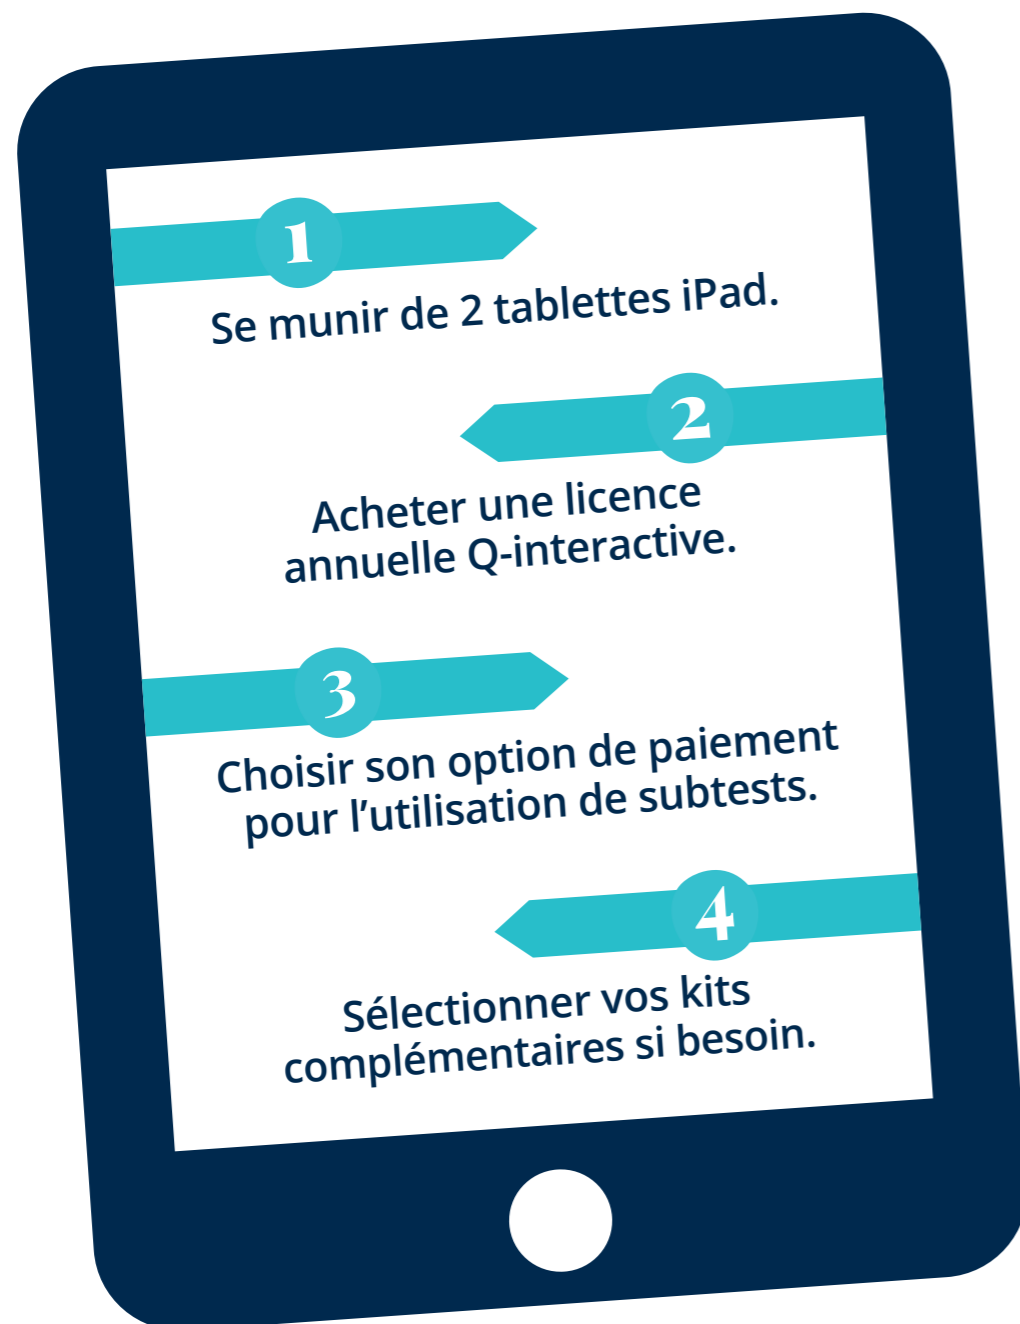 1
Se munir de 2 tablettes iPad.
2
Acheter une licence
annuelle Q-interactive.
3
Choisir son option de paiement
pour l’utilisation de subtests.
4
Sélectionner vos kits
complémentaires si besoin.